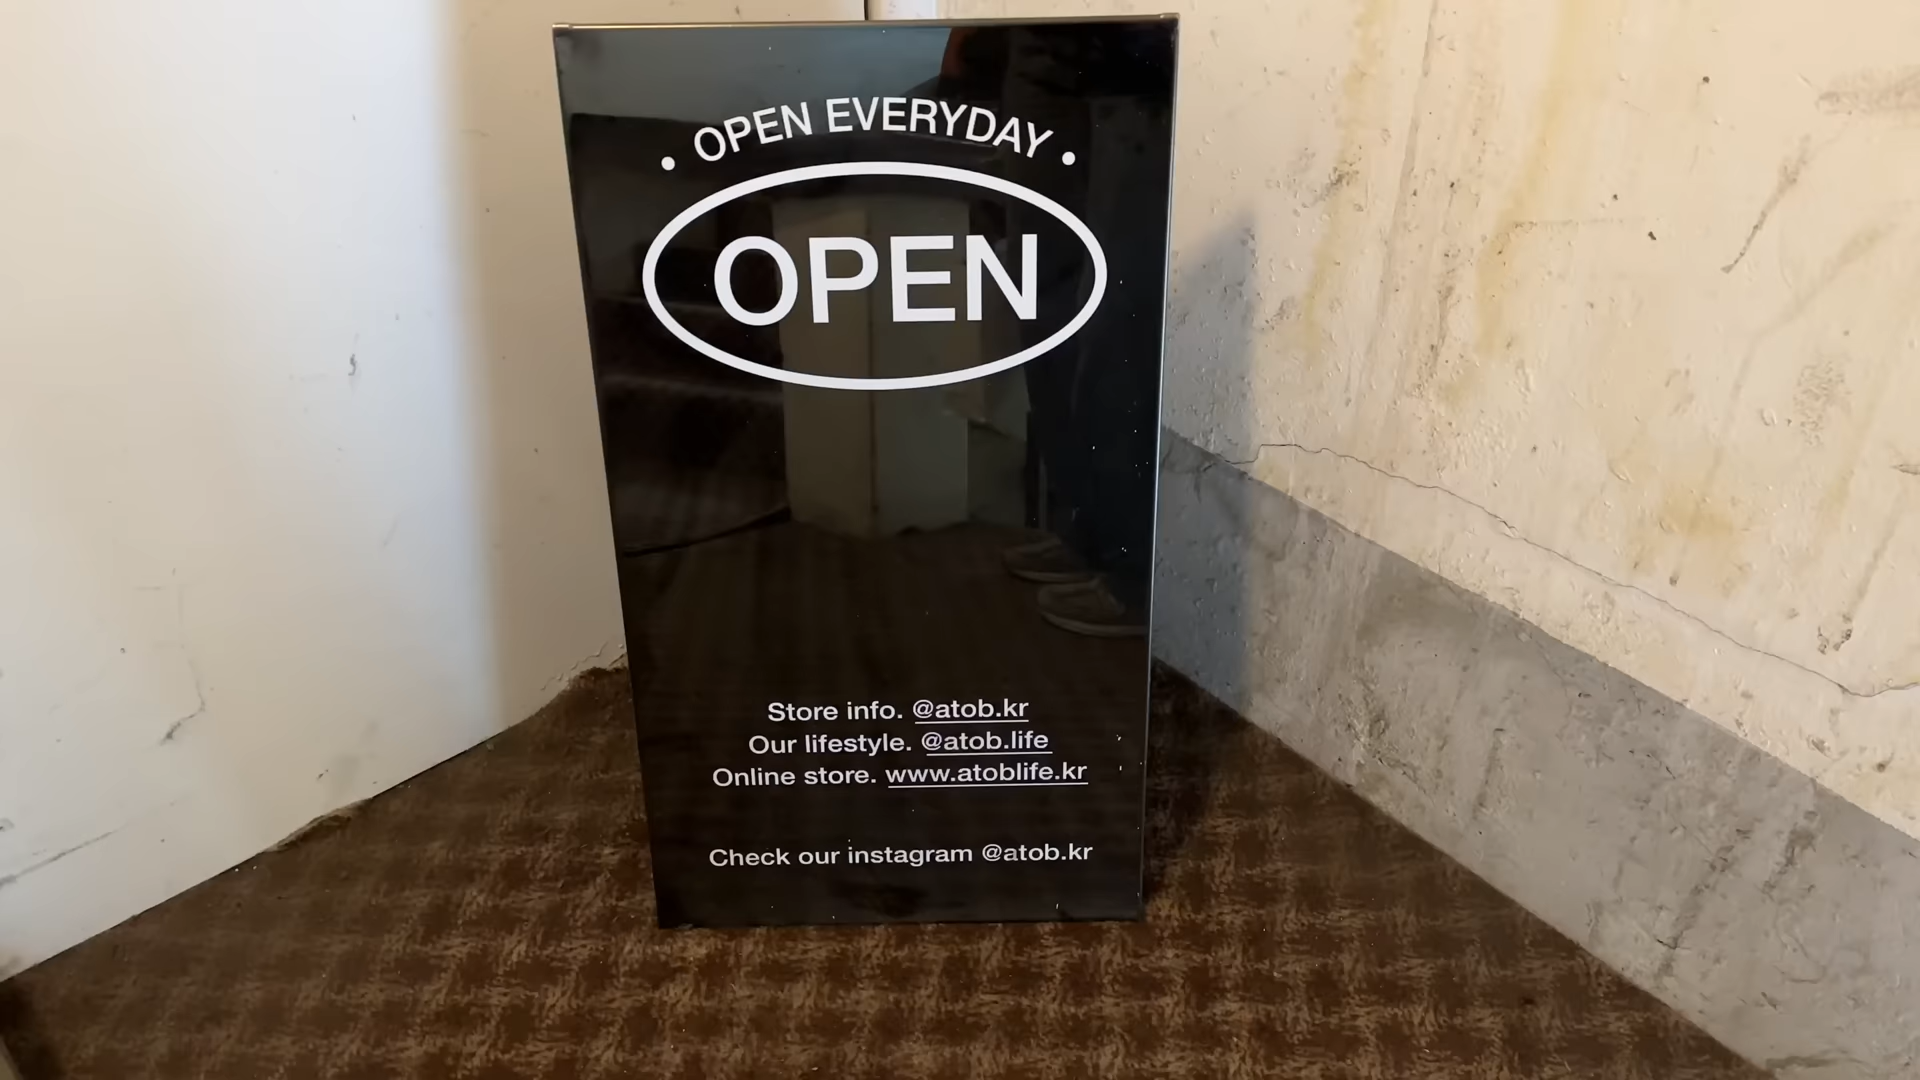 • OPEN EVERYDAY •
OPEN
Store info. @atob.kr
Our lifestyle. @atob.life
Online store. www.atoblife.kr
Check our instagram @atob.kr